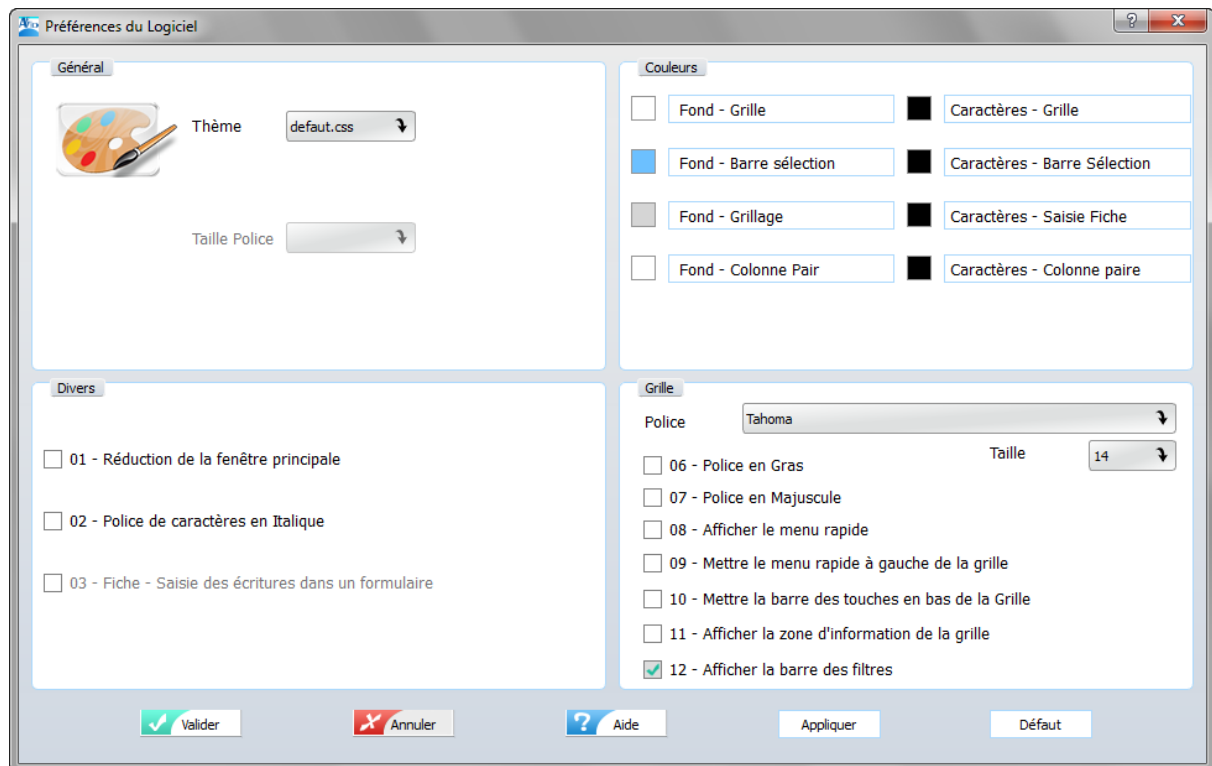 Préférences du Logiciel
Général
Thème
defaut.css
Taille Police
Couleurs
Fond - Grille
Caractères - Grille
Fond - Barre sélection
Caractères - Barre Sélection
Fond - Grillage
Caractères - Saisie Fiche
Fond - Colonne Pair
Caractères - Colonne paire
Divers
01 - Réduction de la fenêtre principale
02 - Police de caractères en Italique
03 - Fiche - Saisie des écritures dans un formulaire
Grille
Police
Tahoma
Taille
14
06 - Police en Gras
07 - Police en Majuscule
08 - Afficher le menu rapide
09 - Mettre le menu rapide à gauche de la grille
10 - Mettre la barre des touches en bas de la Grille
11 - Afficher la zone d'information de la grille
12 - Afficher la barre des filtres
Valider
Annuler
? Aide
Appliquer
Défaut